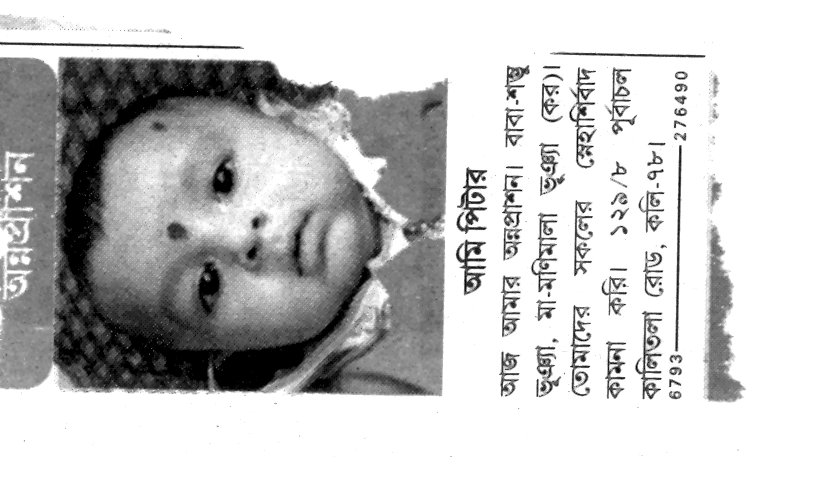 অন্নপ্রাশন
আমি পিটার
আজ আমার অন্নপ্রাশন। বাবা-শম্ভু
ভূঞ্যা, মা-মণিমালা ভূঞ্যা (কর)।
তোমাদের সকলের স্নেহাশির্বাদ
কামনা করি। ১২৯/৮ পূর্বাচল
কালিতলা রোড, কলি-৭৮।
6793 276490